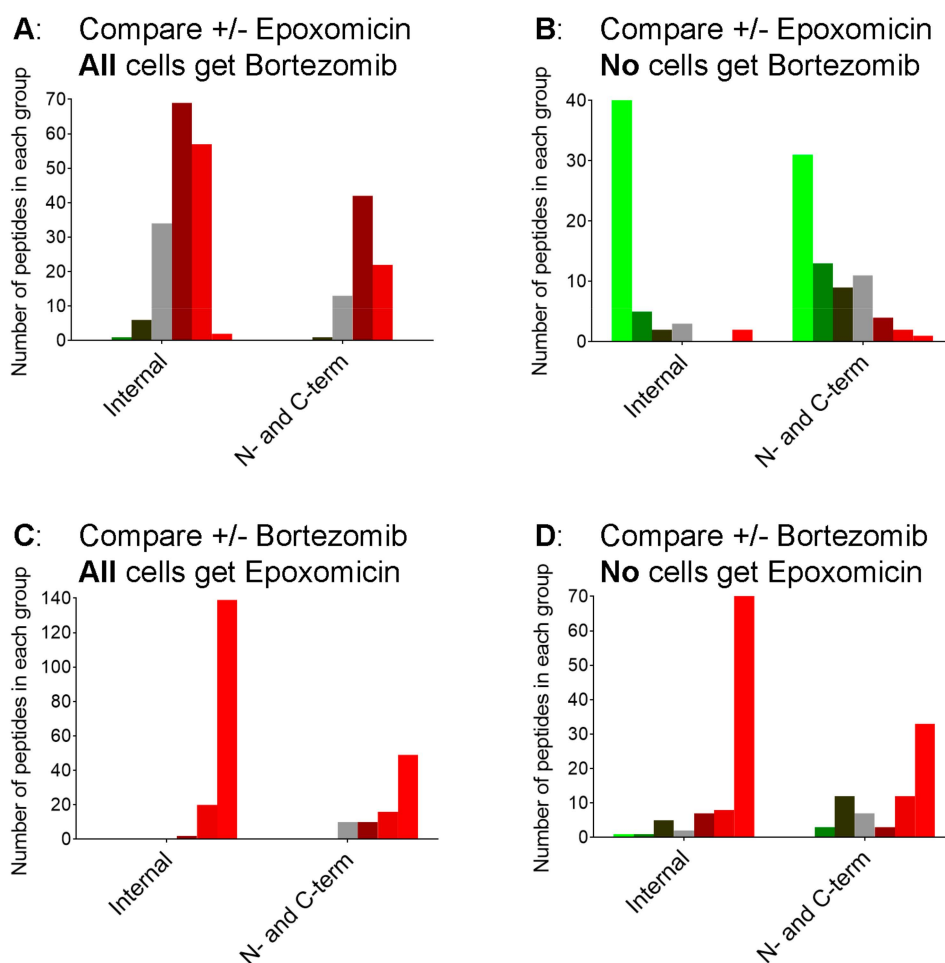 A: Compare +/- Epoxomicin
All cells get Bortezomib
Number of peptides in each group
70
60
50
40
30
20
10
0
Internal
N- and C-term
B: Compare +/- Epoxomicin
No cells get Bortezomib
Number of peptides in each group
40
30
20
10
0
Internal
N- and C-term
C: Compare +/- Bortezomib
All cells get Epoxomicin
Number of peptides in each group
140
120
100
80
60
40
20
0
Internal
N- and C-term
D: Compare +/- Bortezomib
No cells get Epoxomicin
Number of peptides in each group
70
60
50
40
30
20
10
0
Internal
N- and C-term